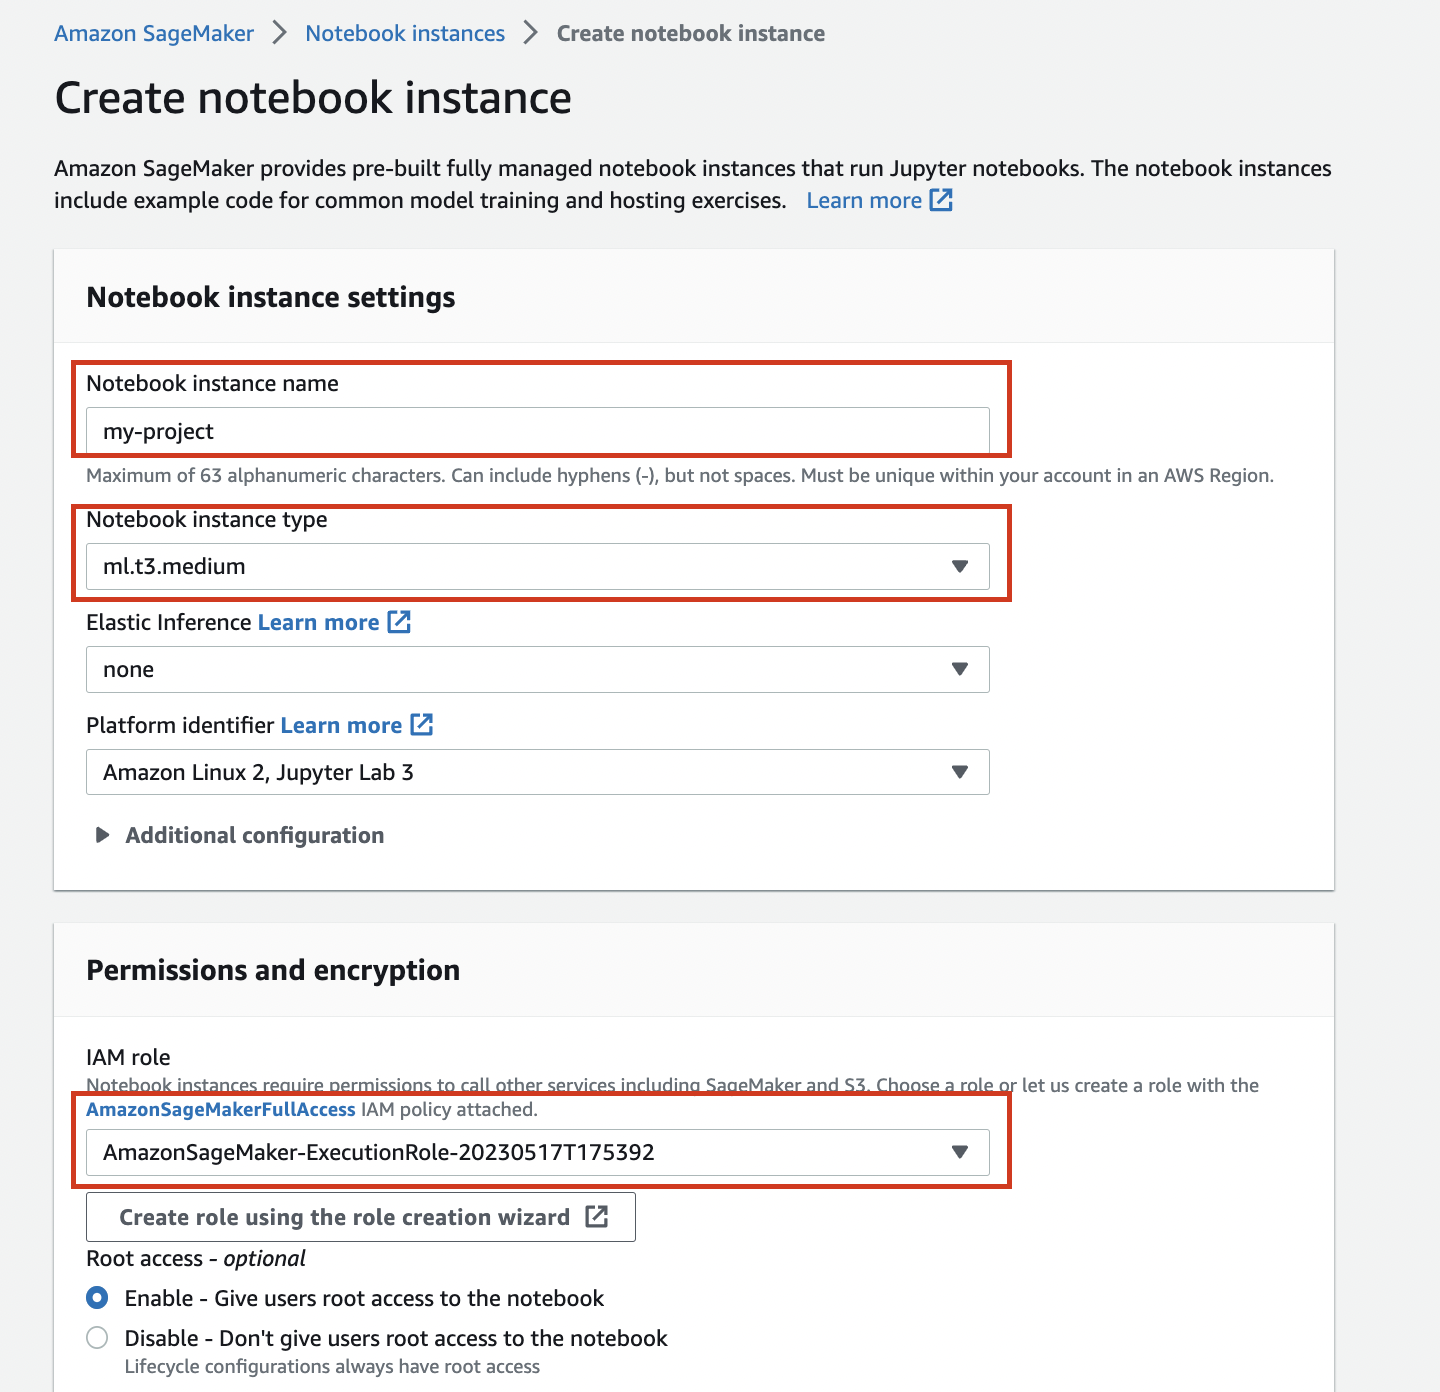 Amazon SageMaker > Notebook instances > Create notebook instance
Create notebook instance
Amazon SageMaker provides pre-built fully managed notebook instances that run Jupyter notebooks. The notebook instances
include example code for common model training and hosting exercises. Learn more
Notebook instance settings
Notebook instance name
my-project
Maximum of 63 alphanumeric characters. Can include hyphens (-), but not spaces. Must be unique within your account in an AWS Region.
Notebook instance type
ml.t3.medium
Elastic Inference Learn more
none
Platform identifier Learn more
Amazon Linux 2, Jupyter Lab 3
Additional configuration
Permissions and encryption
IAM role
Notebook instances require permissions to call other services including SageMaker and S3. Choose a role or let us create a role with the
AmazonSageMakerFullAccess IAM policy attached.
AmazonSageMaker-ExecutionRole-20230517T175392
Create role using the role creation wizard
Root access - optional
Enable - Give users root access to the notebook
Disable - Don't give users root access to the notebook
Lifecycle configurations always have root access